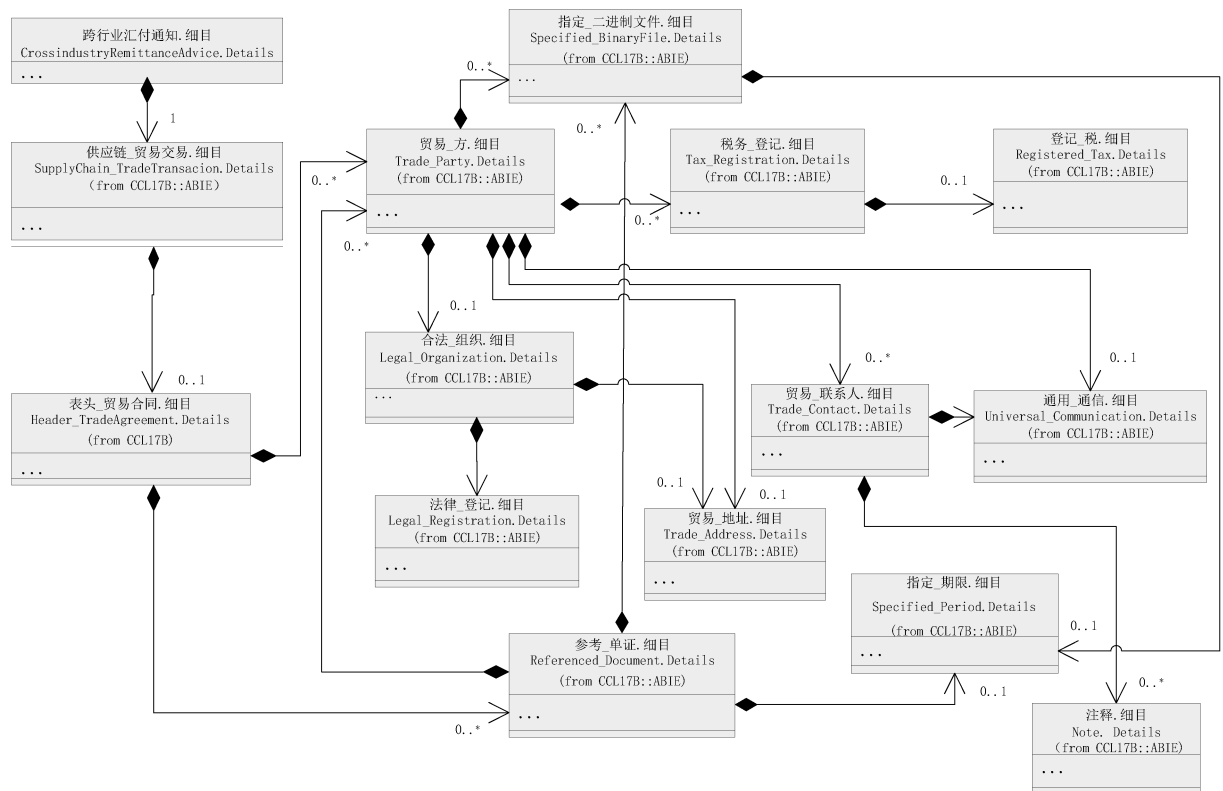 跨行业汇付通知.细目
CrossindustryRemittanceAdvice.Details
...
1
供应链_贸易交易.细目
SupplyChain_TradeTransacion.Details
(from CCL17B::ABIE)
...
0..1
表头_贸易合同.细目
Header_TradeAgreement.Details
(from CCL17B)
...
指定_二进制文件.细目
Specified_BinaryFile.Details
(from CCL17B::ABIE)
...
0..*
0..*
贸易_方.细目
Trade_Party.Details
(from CCL17B::ABIE)
...
0..*
0..*
税务_登记.细目
Tax_Registration.Details
(from CCL17B::ABIE)
...
0..*
登记_税.细目
Registered_Tax.Details
(from CCL17B::ABIE)
...
0..1
0..1
合法_组织.细目
Legal_Organization.Details
(from CCL17B::ABIE)
...
0..*
贸易_联系人.细目
Trade_Contact.Details
(from CCL17B::ABIE)
...
0..1
通用_通信.细目
Universal_Communication.Details
(from CCL17B::ABIE)
...
法律_登记.细目
Legal_Registration.Details
(from CCL17B::ABIE)
...
0..1
0..1
贸易_地址.细目
Trade_Address.Details
(from CCL17B::ABIE)
...
指定_期限.细目
Specified_Period.Details
(from CCL17B::ABIE)
...
0..1
0..1
参考_单证.细目
Referenced_Document.Details
(from CCL17B::ABIE)
...
0..*
0..*
注释.细目
Note. Details
(from CCL17B::ABIE)
...